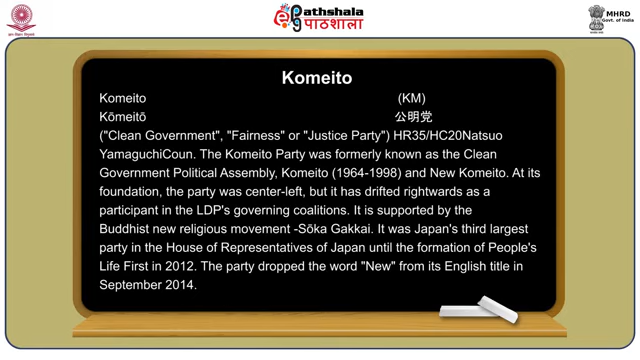 Pathshala
पाठशाला
MHRD
Govt. of India
Komeito
Komeito (KM)
Kōmeitō 公明党
("Clean Government", "Fairness" or "Justice Party") HR35/HC20Natsuo
YamaguchiCoun. The Komeito Party was formerly known as the Clean
Government Political Assembly, Komeito (1964-1998) and New Komeito. At its
foundation, the party was center-left, but it has drifted rightwards as a
participant in the LDP's governing coalitions. It is supported by the
Buddhist new religious movement -Sōka Gakkai. It was Japan's third largest
party in the House of Representatives of Japan until the formation of People's
Life First in 2012. The party dropped the word "New" from its English title in
September 2014.